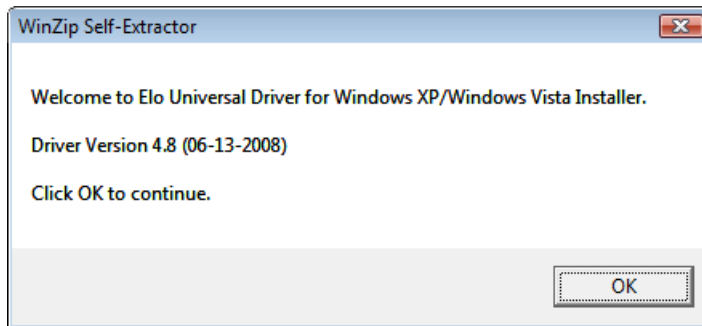 WinZip Self-Extractor
Welcome to Elo Universal Driver for Windows XP/Windows Vista Installer.
Driver Version 4.8 (06-13-2008)
Click OK to continue.
OK